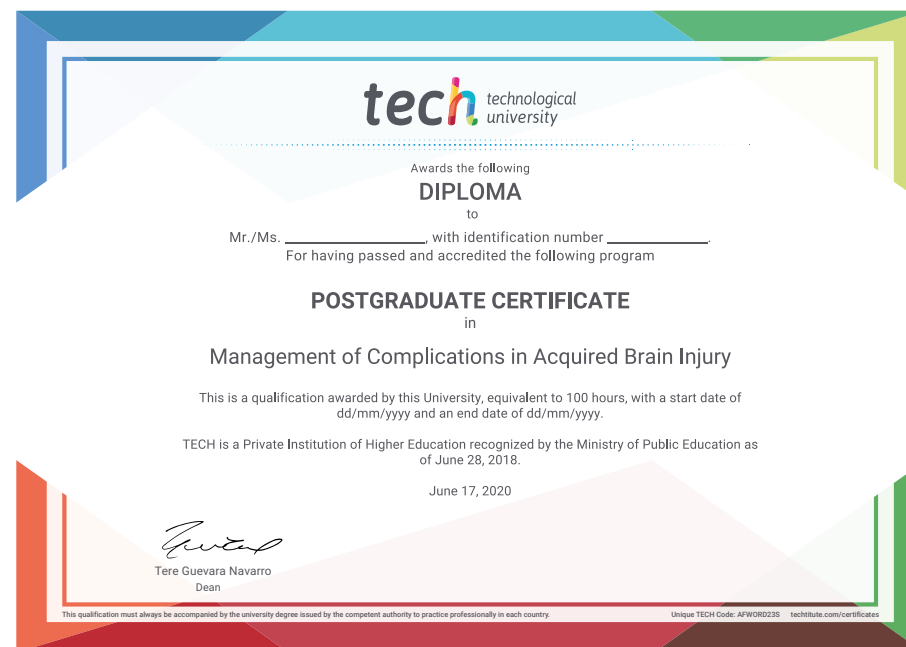 tech technological
university
Awards the following
DIPLOMA
to
Mr./Ms. ____________________, with identification number ______________.
For having passed and accredited the following program
POSTGRADUATE CERTIFICATE
in
Management of Complications in Acquired Brain Injury
This is a qualification awarded by this University, equivalent to 100 hours, with a start date of
dd/mm/yyyy and an end date of dd/mm/yyyy.
TECH is a Private Institution of Higher Education recognized by the Ministry of Public Education as
of June 28, 2018.
June 17, 2020
Tere Guevara Navarro
Dean
This qualification must always be accompanied by the university degree issued by the competent authority to practice professionally in each country.
Unique TECH Code: AFWORD23S techtitute.com/certificates